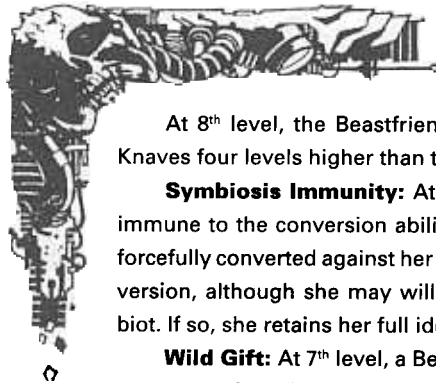 At 8th level, the Beastfrien
Knaves four levels higher than t
Symbiosis Immunity: At
immune to the conversion abili
forcefully converted against her
version, although she may will
biot. If so, she retains her full id
Wild Gift: At 7th level, a Be